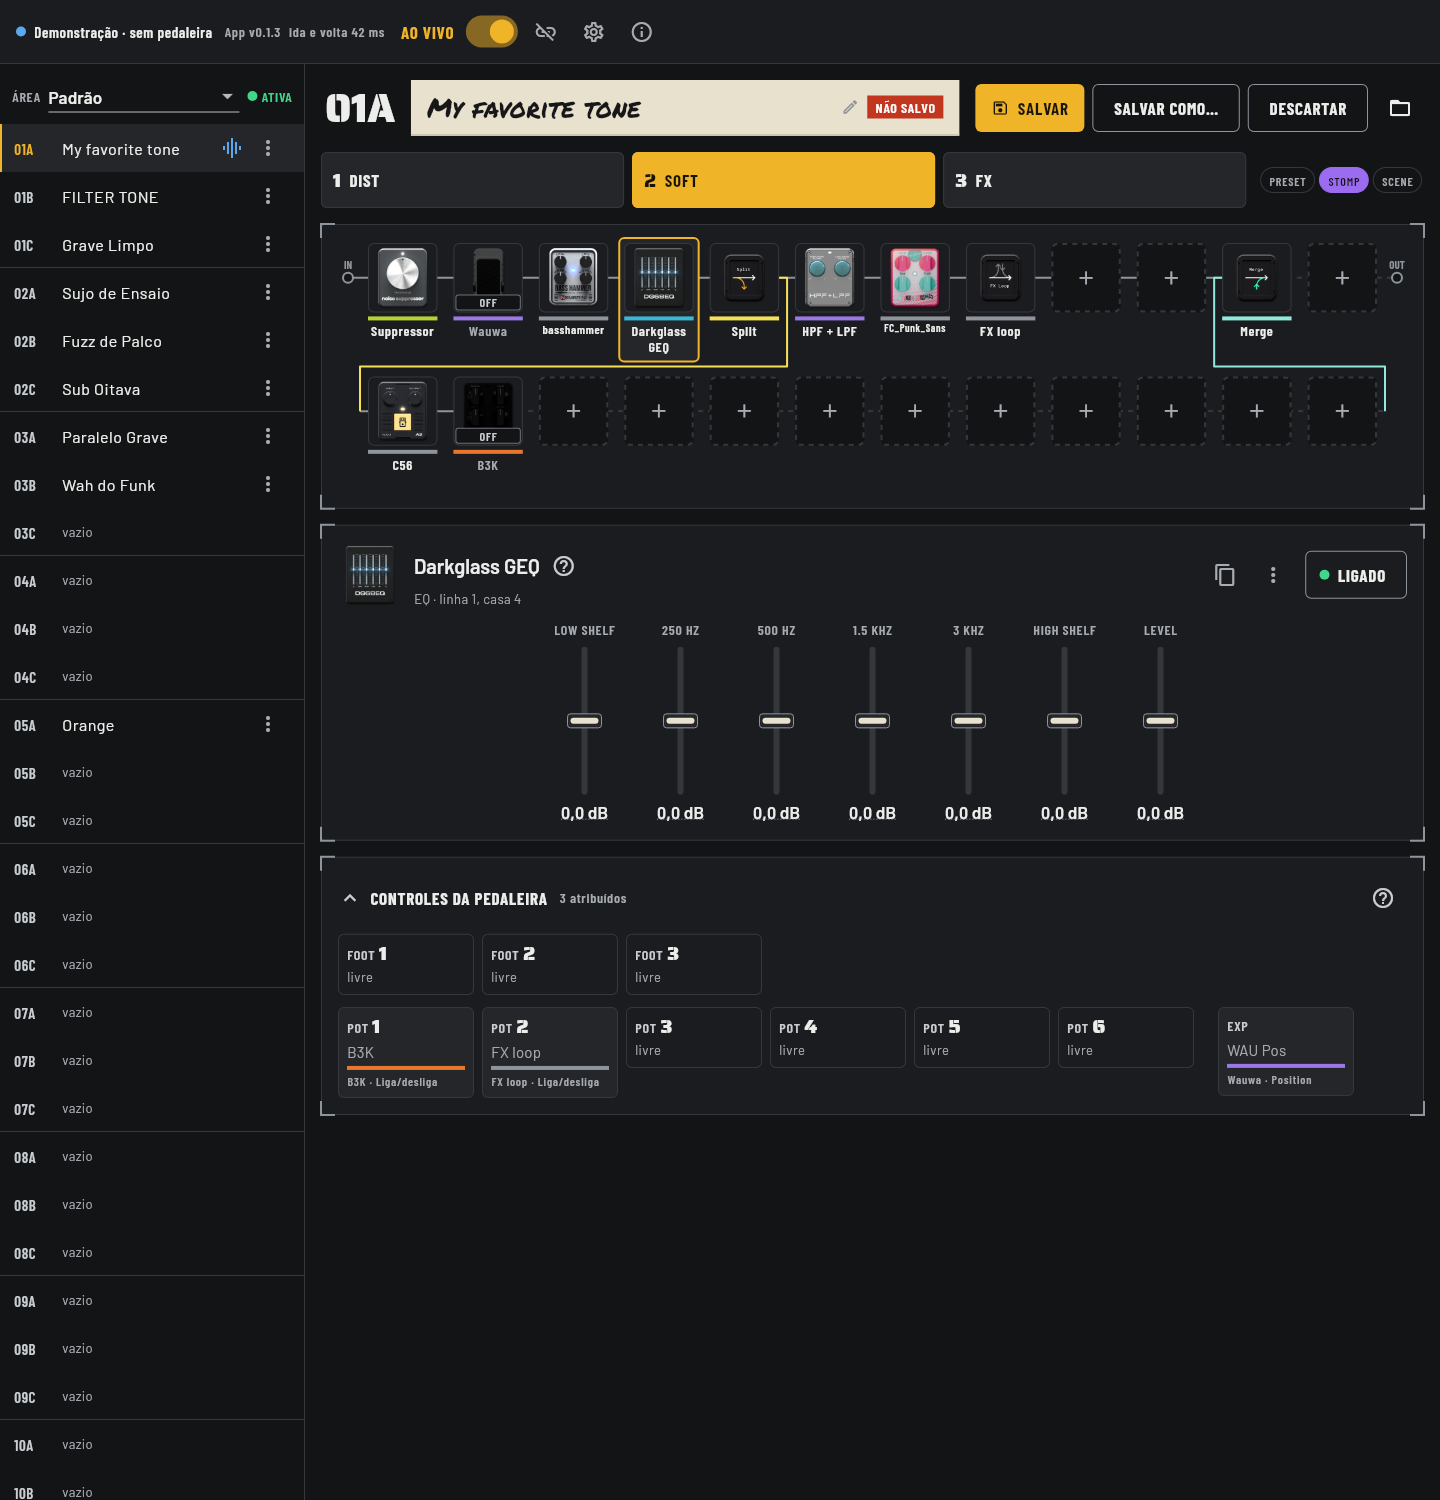 Demonstração · sem pedaleira App v0.1.3 Ida e volta 42 ms AO VIVO
ÁREA Padrão ATIVA
01A My favorite tone
01B FILTER TONE
01C Grave Limpo
02A Sujo de Ensaio
02B Fuzz de Palco
02C Sub Oitava
03A Paralelo Grave
03B Wah do Funk
03C vazio
04A vazio
04B vazio
04C vazio
05A Orange
05B vazio
05C vazio
06A vazio
06B vazio
06C vazio
07A vazio
07B vazio
07C vazio
08A vazio
08B vazio
08C vazio
09A vazio
09B vazio
09C vazio
10A vazio
10B vazio
01A My favorite tone NÃO SALVO SALVAR SALVAR COMO... DESCARTAR
1 DIST 2 SOFT 3 FX PRESET STOMP SCENE
IN OUT
noise suppressor
OFF
BASS HAMMER
DGGEQ
Split
HPF+LPF
FX Loop
Merge
Suppressor Wauwa basshammer Darkglass GEQ Split HPF + LPF FC_Punk_Sans FX loop Merge
OFF
C56 B3K
Darkglass GEQ
EQ · linha 1, casa 4
LIGADO
LOW SHELF 250 HZ 500 HZ 1.5 KHZ 3 KHZ HIGH SHELF LEVEL
0,0 dB 0,0 dB 0,0 dB 0,0 dB 0,0 dB 0,0 dB 0,0 dB
CONTROLES DA PEDALEIRA 3 atribuídos
FOOT 1 FOOT 2 FOOT 3
livre livre livre
POT 1 POT 2 POT 3 POT 4 POT 5 POT 6 EXP
B3K FX loop livre livre livre livre WAU Pos
B3K · Liga/desliga FX loop · Liga/desliga Wauwa · Position